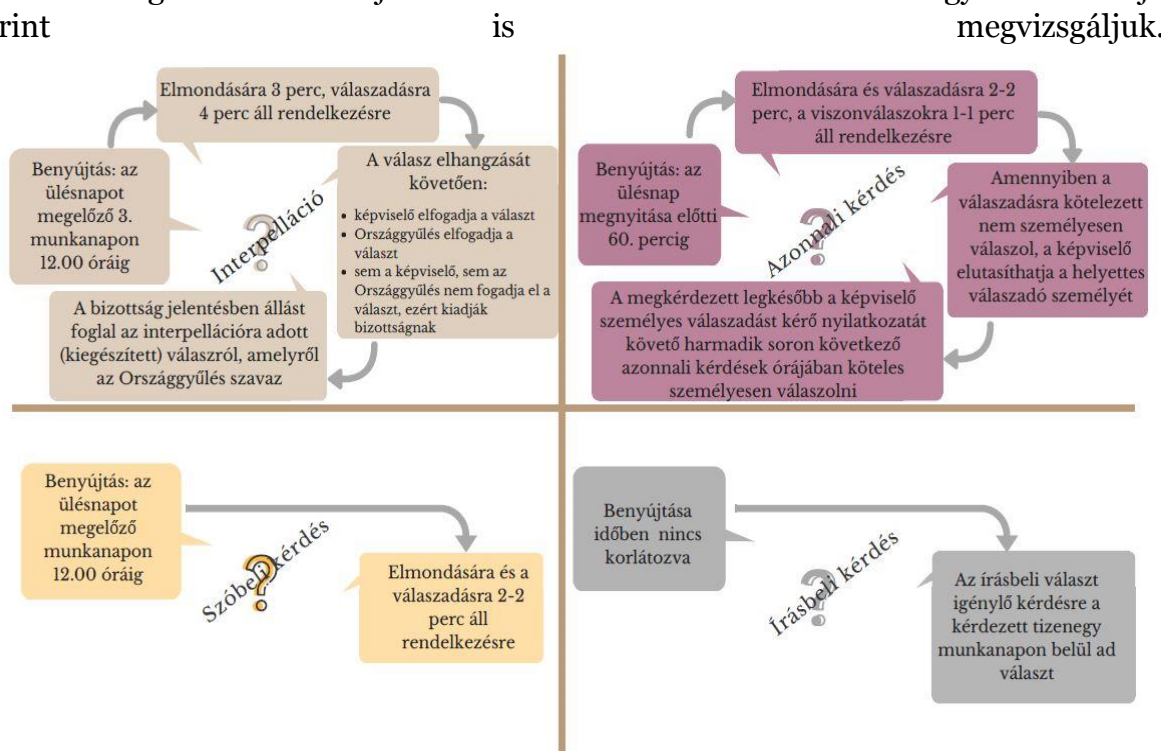 rint is megvizsgáljuk.
Elmondására 3 perc, válaszadásra
4 perc áll rendelkezésre
Benyújtás: az
ülésnapot
megelőző 3.
munkanapon
12.00 óráig
Interpelláció
A válasz elhangzását
követően:
• képviselő elfogadja a választ
• Országgyűlés elfogadja a
választ
• sem a képviselő, sem az
Országgyűlés nem fogadja el a
választ, ezért kiadják
bizottságnak
A bizottság jelentésben állást
foglal az interpellációra adott
(kiegészített) válaszról, amelyről
az Országgyűlés szavaz
Elmondására és válaszadásra 2-2
perc, a viszonválaszokra 1-1 perc
áll rendelkezésre
Benyújtás: az
ülésnap
megnyitása előtti
60. percig
Azonnali kérdés
Amennyiben a
válaszadásra kötelezett
nem személyesen
válaszol, a képviselő
elutasíthatja a helyettes
válaszadó személyét
A megkérdezett legkésőbb a képviselő
személyes válaszadást kérő nyilatkozatát
követő harmadik soron következő
azonnali kérdések órájában köteles
személyesen válaszolni
Benyújtás: az
ülésnapot
megelőző
munkanapon
12.00 óráig
Szóbeli kérdés
Elmondására és a
válaszadásra 2-2
perc áll
rendelkezésre
Benyújtása
időben nincs
korlátozva
Írásbeli kérdés
Az írásbeli választ
igénylő kérdésre a
kérdezett tizenegy
munkanapon belül ad
választ